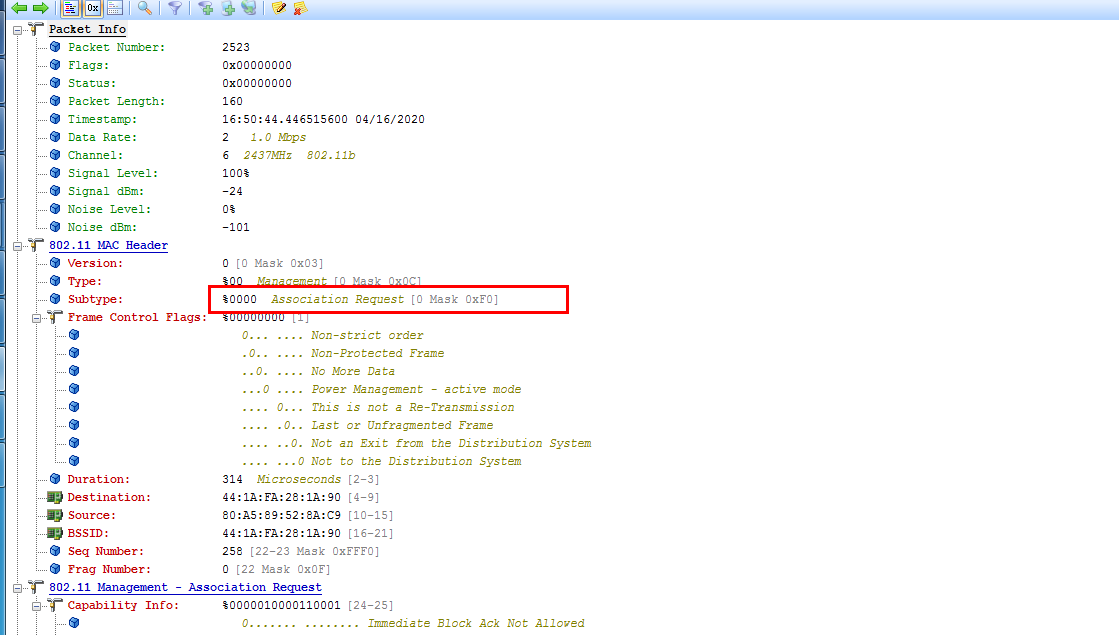 0x
Packet Info
Packet Number: 2523
Flags: 0x00000000
Status: 0x00000000
Packet Length: 160
Timestamp: 16:50:44.446515600 04/16/2020
Data Rate: 2 1.0 Mbps
Channel: 6 2437MHz 802.11b
Signal Level: 100%
Signal dBm: -24
Noise Level: 0%
Noise dBm: -101
802.11 MAC Header
Version: 0 [0 Mask 0x03]
Type: %00 Management [0 Mask 0x0C]
Subtype: %0000 Association Request [0 Mask 0xF0]
Frame Control Flags: %00000000 [1]
0... .... Non-strict order
.0.. .... Non-Protected Frame
..0. .... No More Data
...0 .... Power Management - active mode
.... 0... This is not a Re-Transmission
.... .0.. Last or Unfragmented Frame
.... ..0. Not an Exit from the Distribution System
.... ...0 Not to the Distribution System
Duration: 314 Microseconds [2-3]
Destination: 44:1A:FA:28:1A:90 [4-9]
Source: 80:A5:89:52:8A:C9 [10-15]
BSSID: 44:1A:FA:28:1A:90 [16-21]
Seq Number: 258 [22-23 Mask 0xFFF0]
Frag Number: 0 [22 Mask 0x0F]
802.11 Management - Association Request
Capability Info: %0000010000110001 [24-25]
0....... ........ Immediate Block Ack Not Allowed